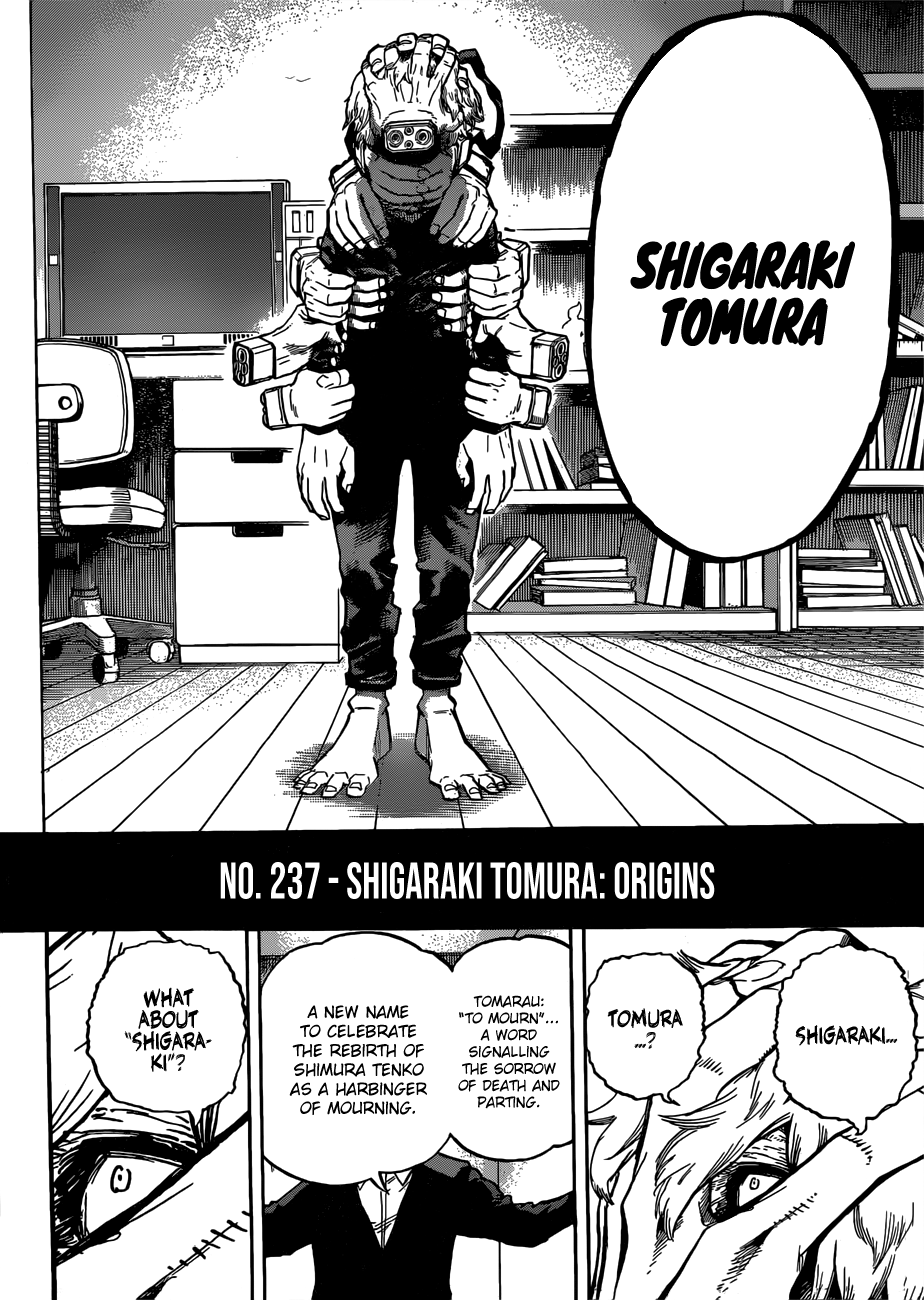 SHIGARAKI
TOMURA
NO. 237 - SHIGARAKI TOMURA: ORIGINS
SHIGARAKI...
TOMURA
...?
TOMARAU:
"TO MOURN"...
A WORD
SIGNALLING
THE SORROW
OF DEATH AND
PARTING.
A NEW NAME
TO CELEBRATE
THE REBIRTH OF
SHIMURA TENKO
AS A HARBINGER
OF MOURNING.
WHAT
ABOUT
"SHIGARA-
KI"?